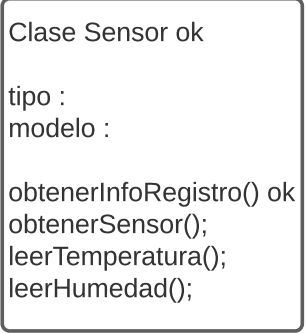 Clase Sensor ok
tipo :
modelo :
obtenerInfoRegistro() ok
obtenerSensor();
leerTemperatura();
leerHumedad();